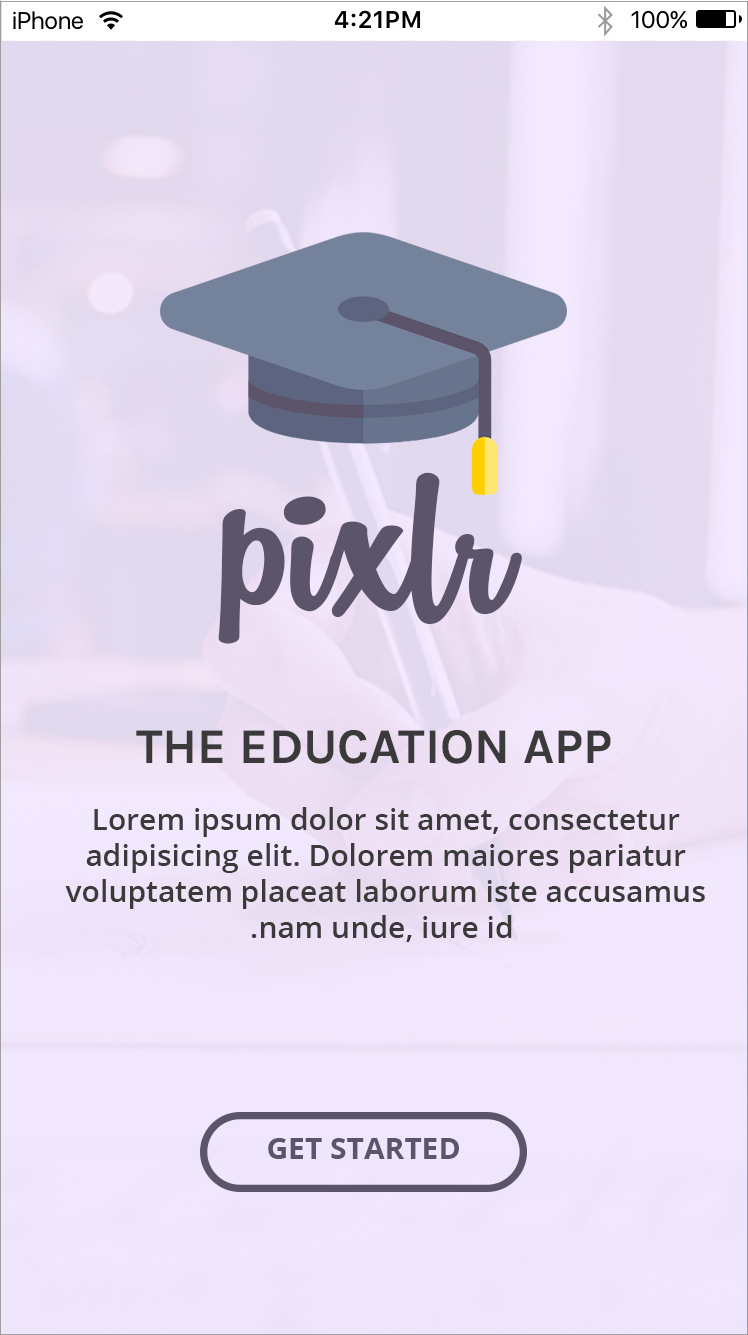 iPhone 4:21PM 100%
pixlr
THE EDUCATION APP
Lorem ipsum dolor sit amet, consectetur
adipisicing elit. Dolorem maiores pariatur
voluptatem placeat laborum iste accusamus
.nam unde, iure id
GET STARTED